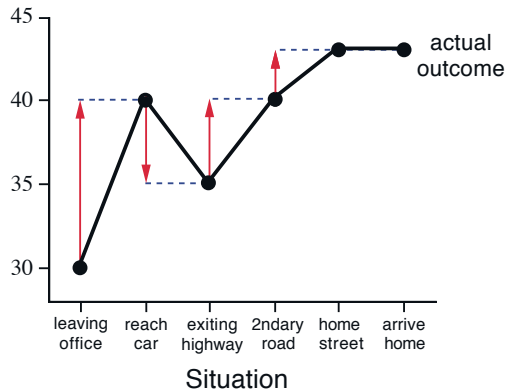 45
40
35
30
actual
outcome
leaving
office
reach
car
exiting
highway
2ndary
road
home
street
arrive
home
Situation